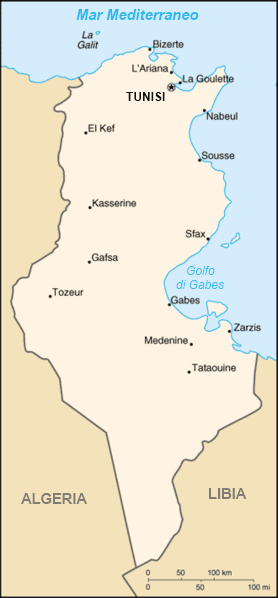 Mar Mediterraneo
La
Galit
Bizerte
L'Ariana
La Goulette
TUNISI
Nabeul
El Kef
Sousse
Kasserine
Sfax
Gafsa
Golfo
di Gabes
Tozeur
Gabes
Zarzis
Medenine
Tataouine
ALGERIA
LIBIA
0 50 100 km
0 50 100 mi